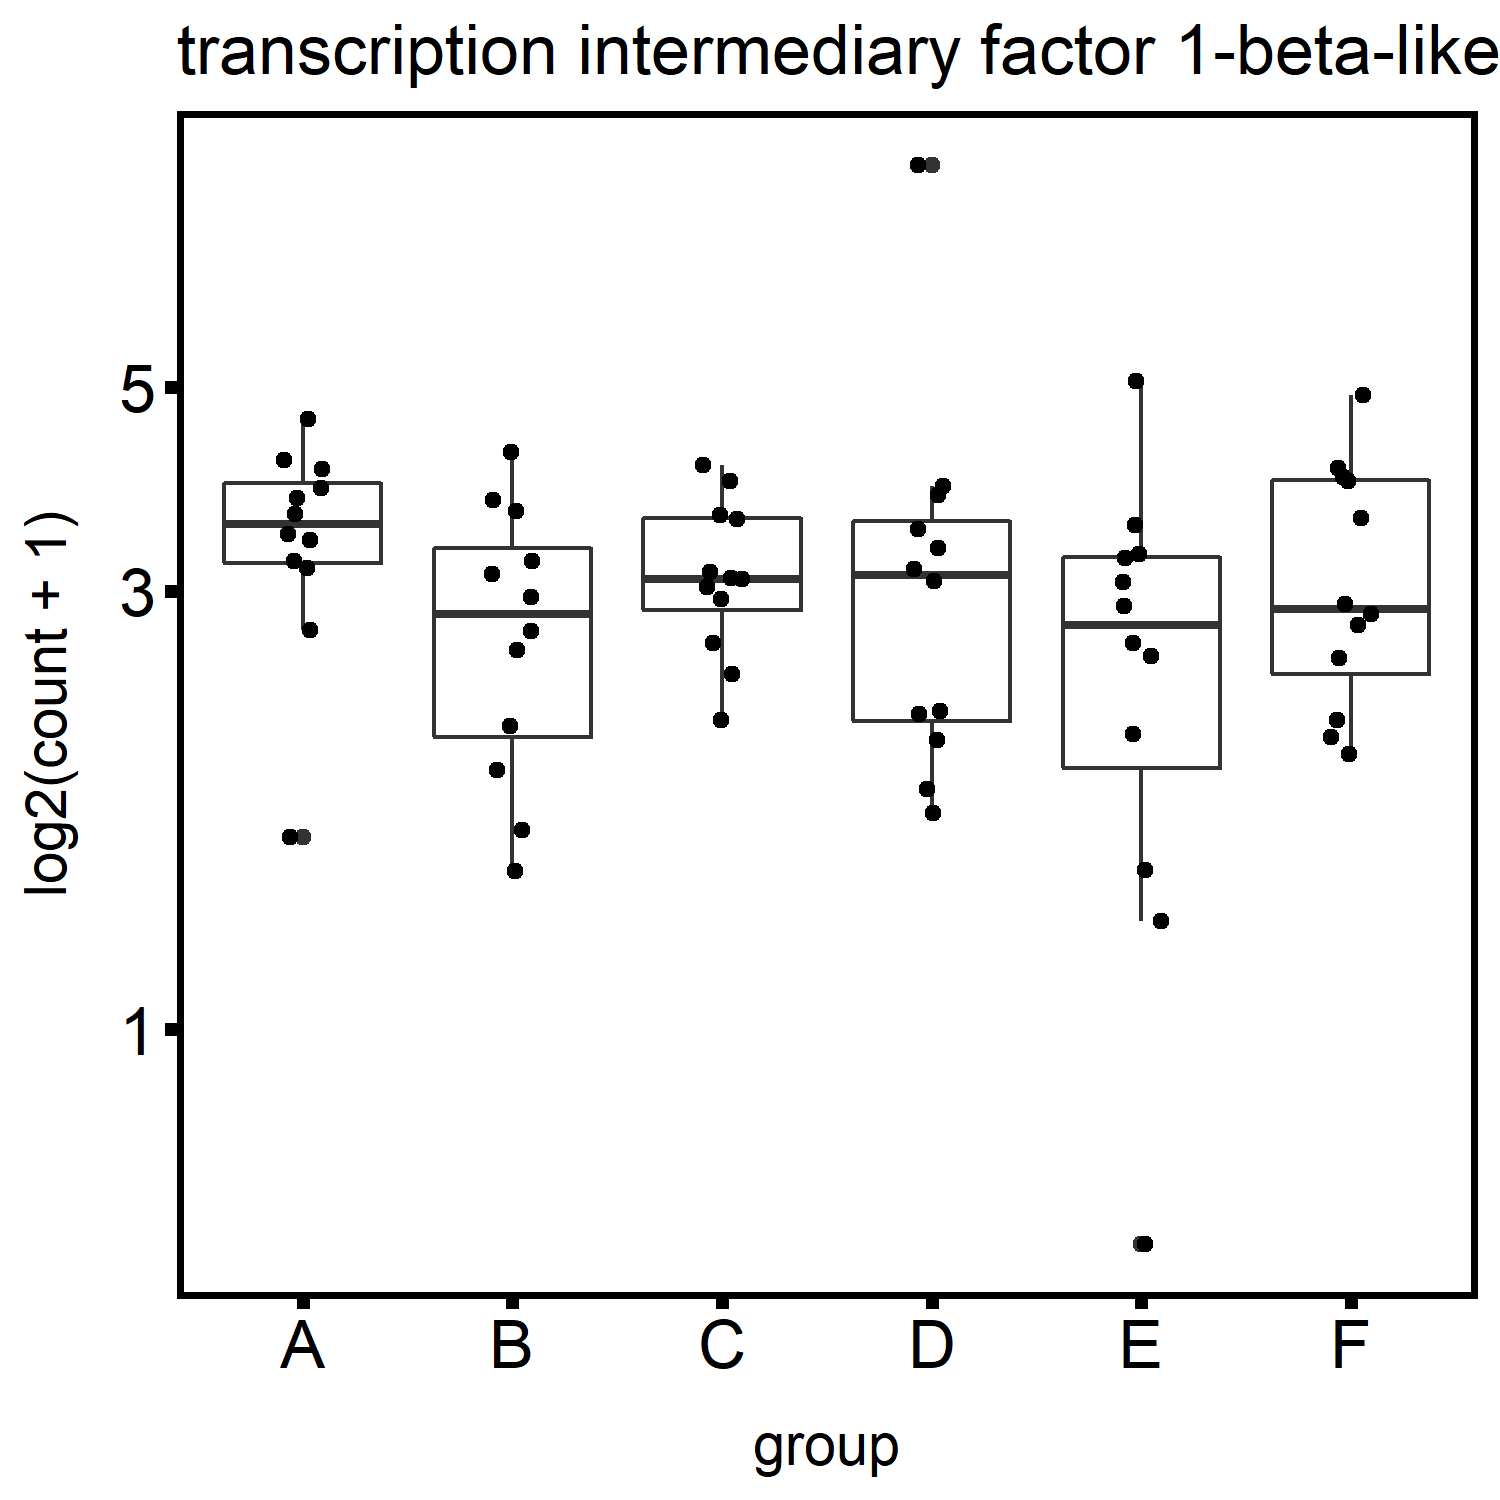 transcription intermediary factor 1-beta-like
log2(count + 1)
5
3
1
A B C D E F
group